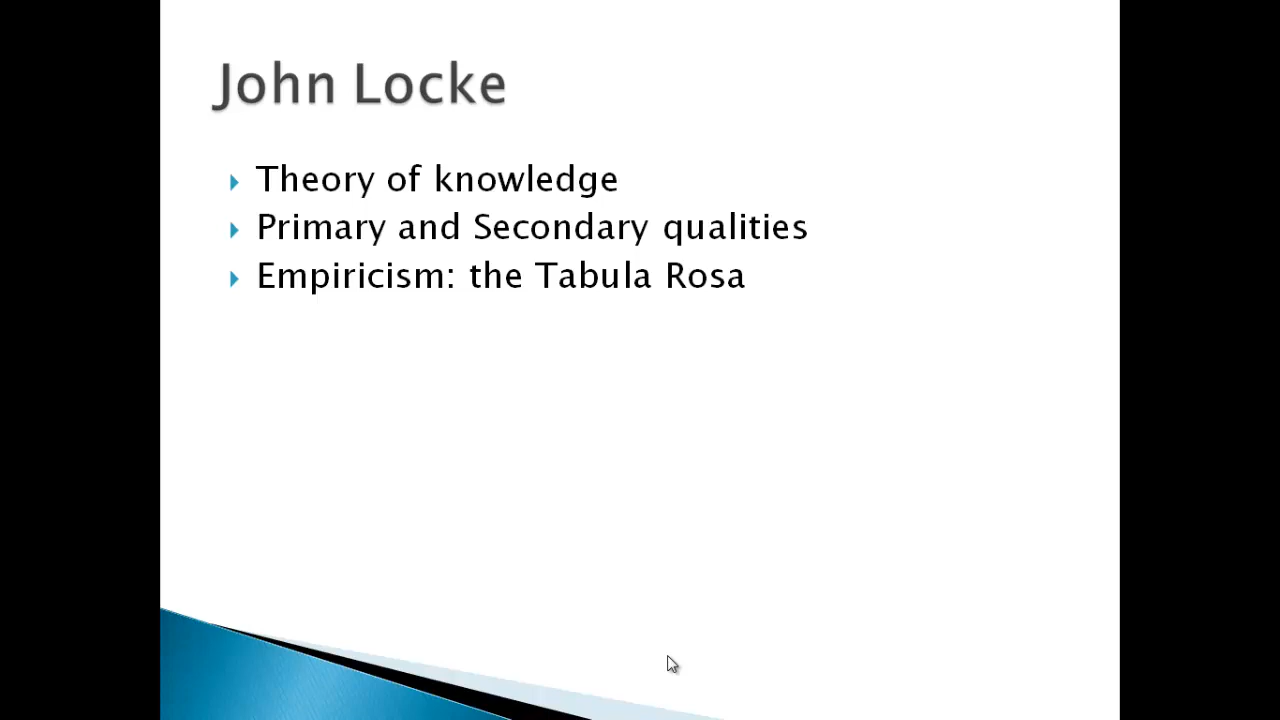 John Locke
Theory of knowledge
Primary and Secondary qualities
Empiricism: the Tabula Rosa